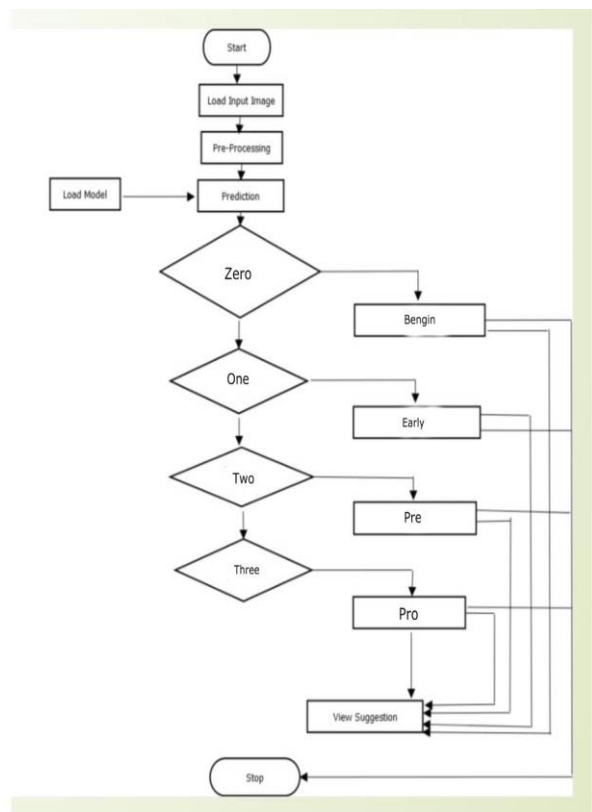 Start
Load Input Image
Pre-Processing
Load Model
Prediction
Zero
Bengin
One
Early
Two
Pre
Three
Pro
View Suggestion
Stop